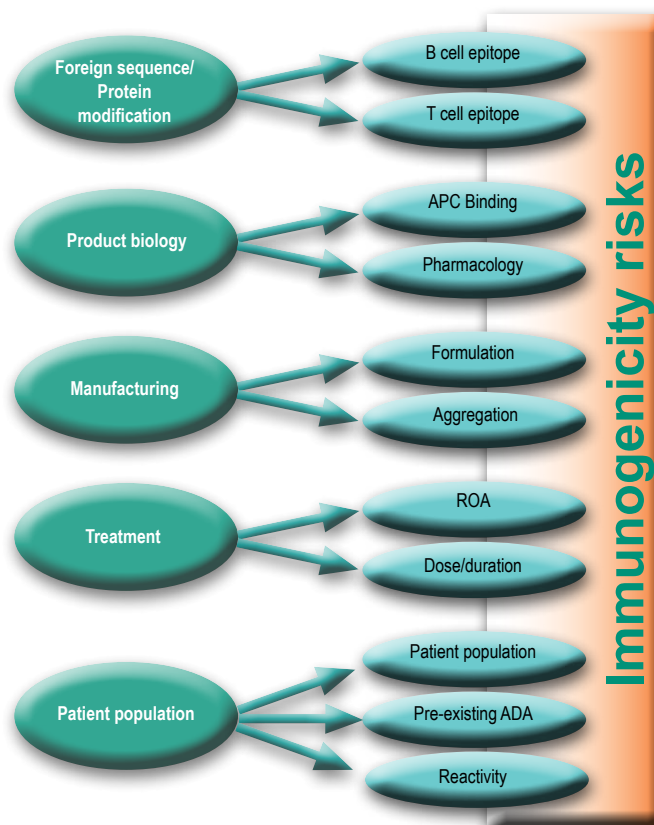 Foreign sequence/
Protein
modification
B cell epitope
T cell epitope
Product biology
APC Binding
Pharmacology
Manufacturing
Formulation
Aggregation
Treatment
ROA
Dose/duration
Patient population
Patient population
Pre-existing ADA
Reactivity
Immunogenicity risks